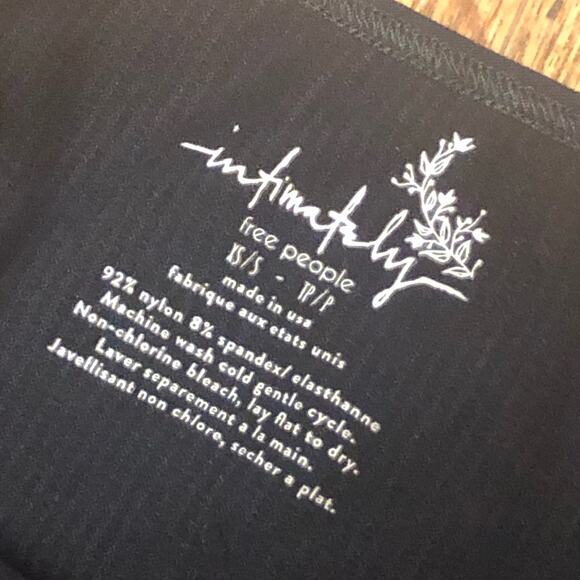 intimately
free people
XS/S - TP/P
made in usa
fabrique aux etats unis
92% nylon 8% spandex/ elasthanne
Machine wash cold gentle cycle.
Non-chlorine bleach, lay flat to dry.
Laver separement a la main.
Javellisant non chlore, secher a plat.